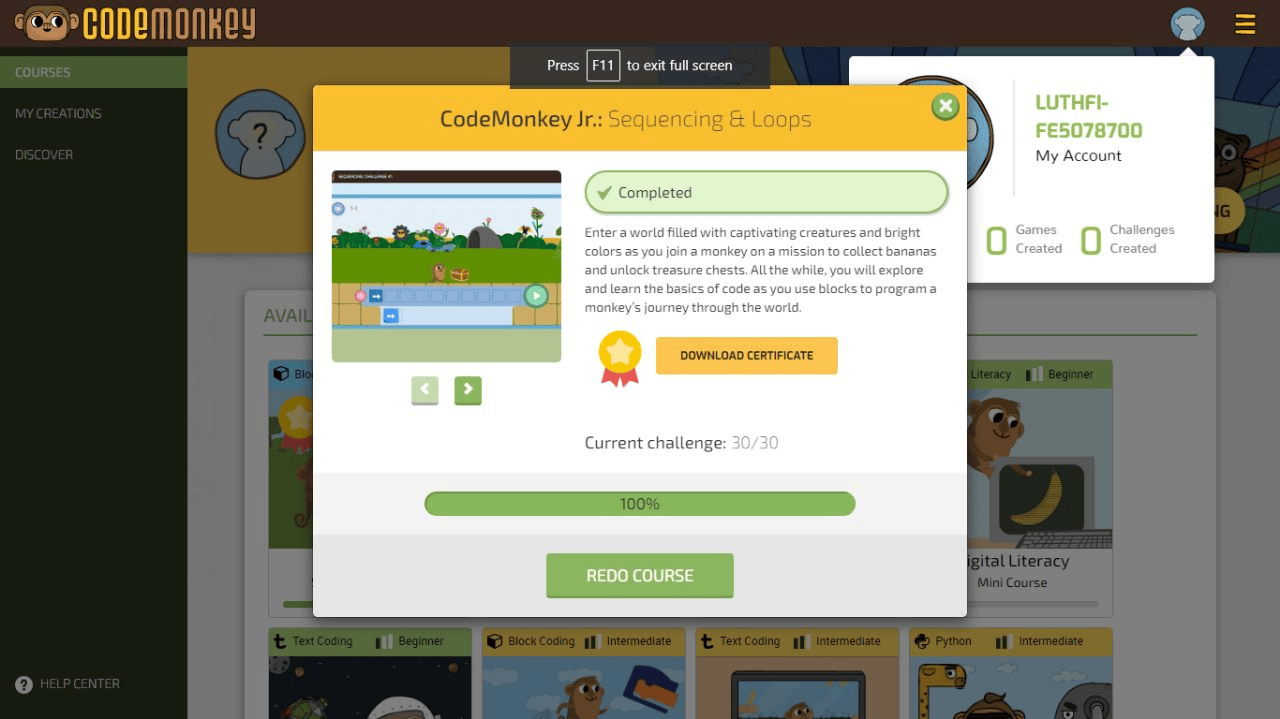 CODEMONKEY
COURSES
MY CREATIONS
DISCOVER
HELP CENTER
Press F11 to exit full screen
CodeMonkey Jr.: Sequencing & Loops
SEQUENCING CHALLENGE #1
Completed
Enter a world filled with captivating creatures and bright
colors as you join a monkey on a mission to collect bananas
and unlock treasure chests. All the while, you will explore
and learn the basics of code as you use blocks to program a
monkey's journey through the world.
DOWNLOAD CERTIFICATE
Current challenge: 30/30
100%
REDO COURSE
LUTHFI-
FE5078700
My Account
0 Games
Created
0 Challenges
Created
NG
AVAIL
Bloc
Literacy Beginner
igital Literacy
Mini Course
Text Coding Beginner
Block Coding Intermediate
Text Coding Intermediate
Python Intermediate